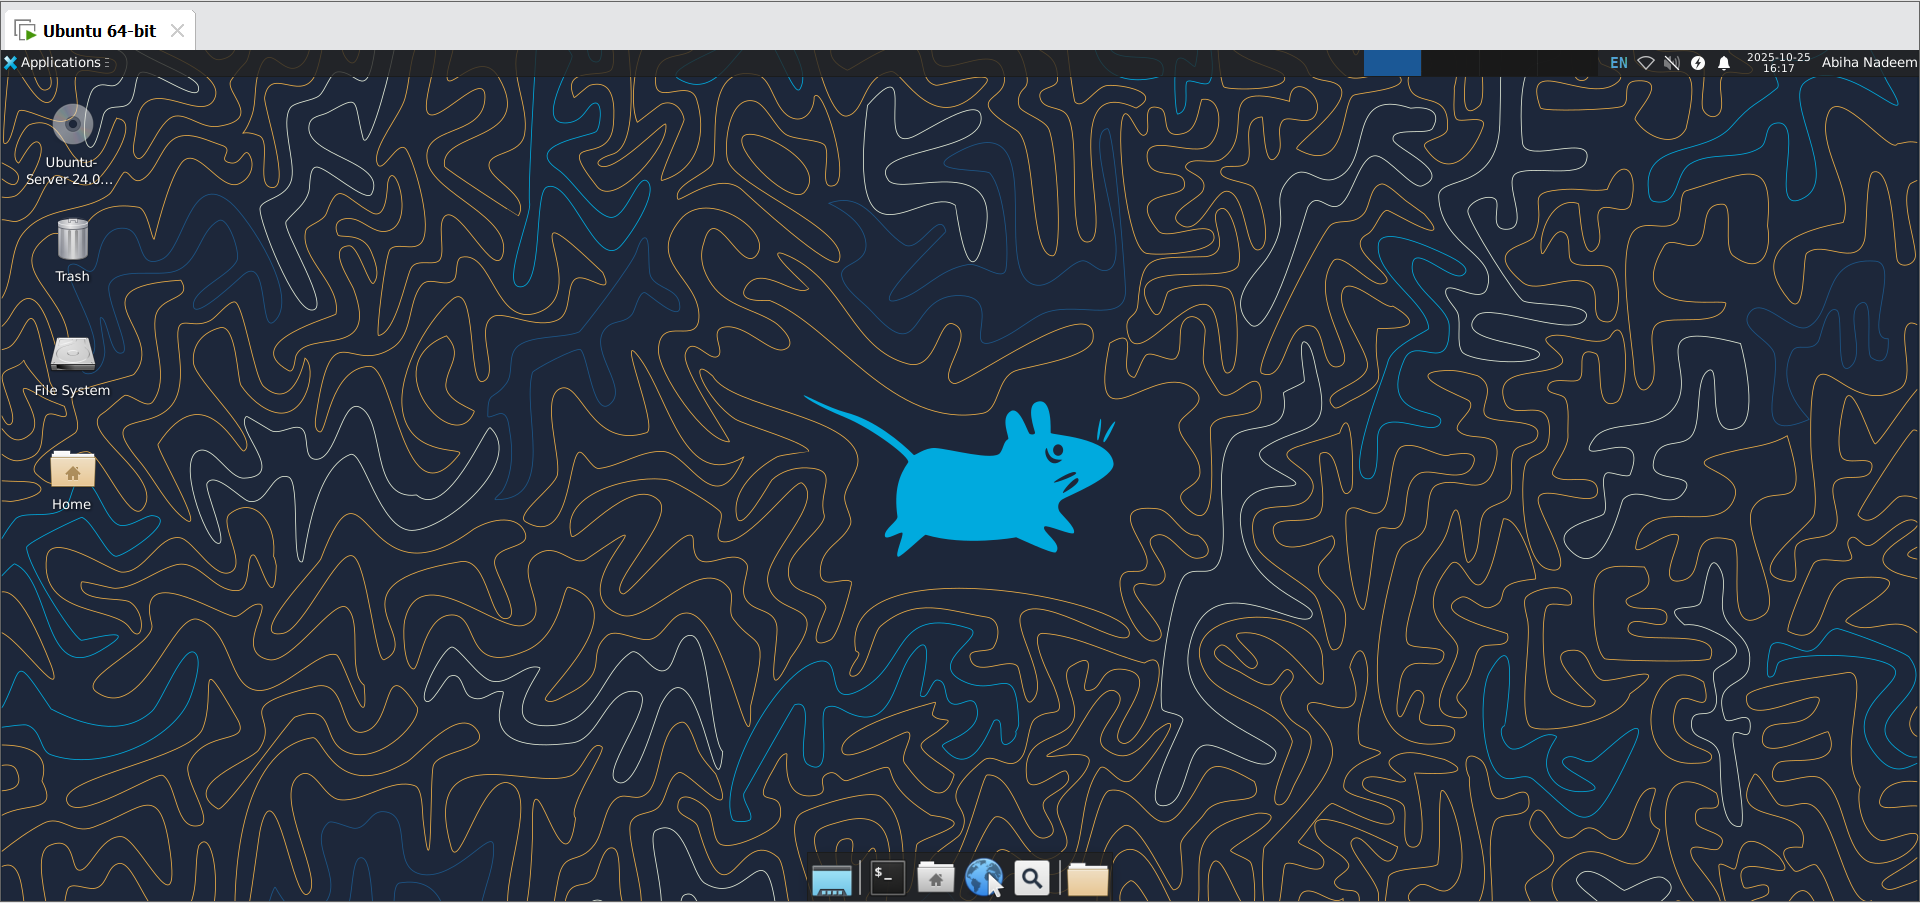 Ubuntu 64-bit
Applications
EN
2025-10-25
16:17
Abiha Nadeem
Ubuntu-
Server 24.0...
Trash
File System
Home
$_